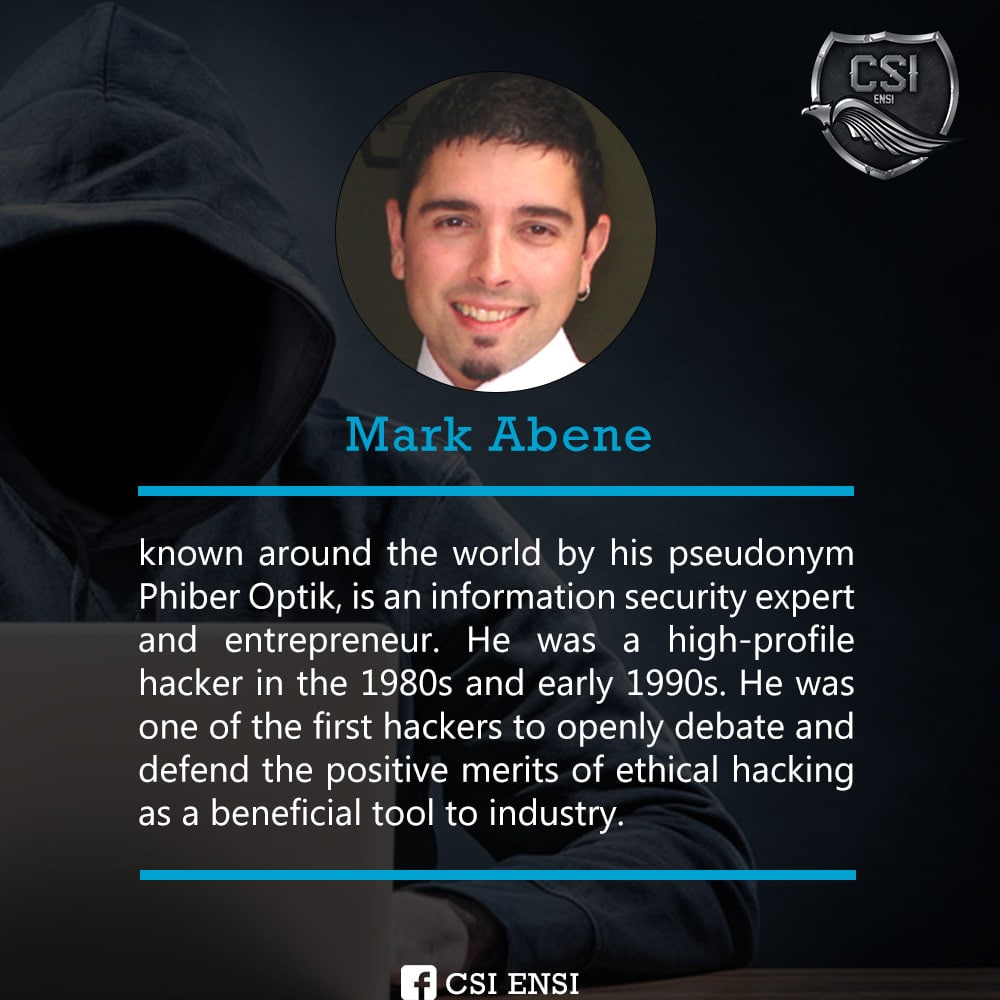 CSI
ENSI
Mark Abene
known around the world by his pseudonym
Phiber Optik, is an information security expert
and entrepreneur. He was a high-profile
hacker in the 1980s and early 1990s. He was
one of the first hackers to openly debate and
defend the positive merits of ethical hacking
as a beneficial tool to industry.
f CSI ENSI